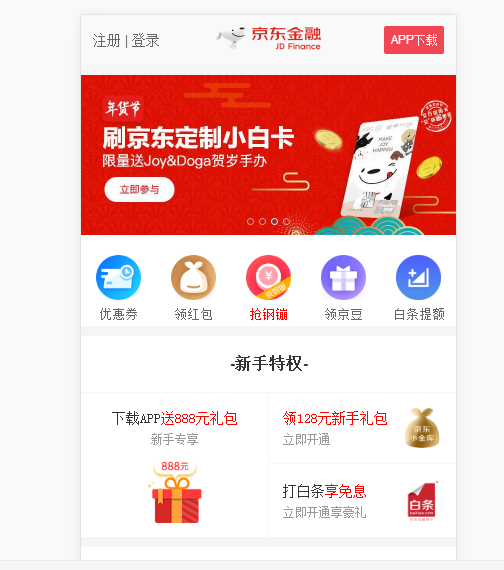 注册 | 登录
京东金融
JD Finance
APP下载
年货节
刷京东定制小白卡
限量送Joy&Doga贺岁手办
立即参与
MAKE
JOY
HAPPEN
优惠券
领红包
抢钢镚
领京豆
白条提额
-新手特权-
下载APP送888元礼包
新手专享
888元
领128元新手礼包
立即开通
京东
小金库
打白条享免息
立即开通享豪礼
白条